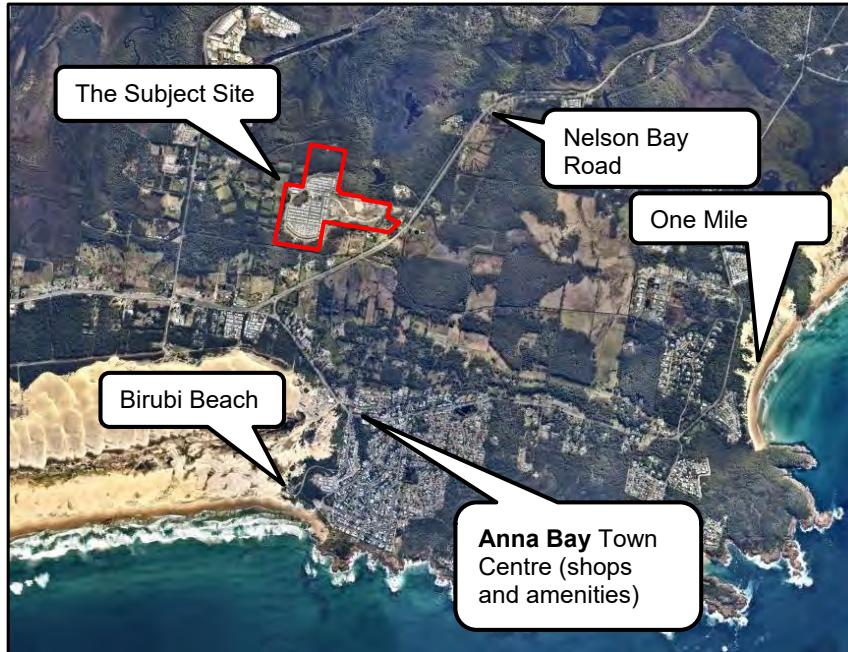 The Subject Site
Nelson Bay
Road
One Mile
Birubi Beach
Anna Bay Town
Centre (shops
and amenities)